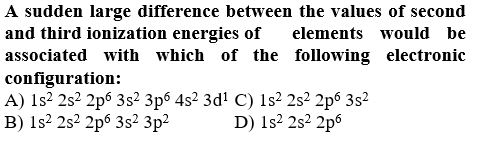 A sudden large difference between the values of second
and third ionization energies of elements would be
associated with which of the following electronic
configuration:
A) 1s² 2s² 2p⁶ 3s² 3p⁶ 4s² 3d¹ C) 1s² 2s² 2p⁶ 3s²
B) 1s² 2s² 2p⁶ 3s² 3p² D) 1s² 2s² 2p⁶